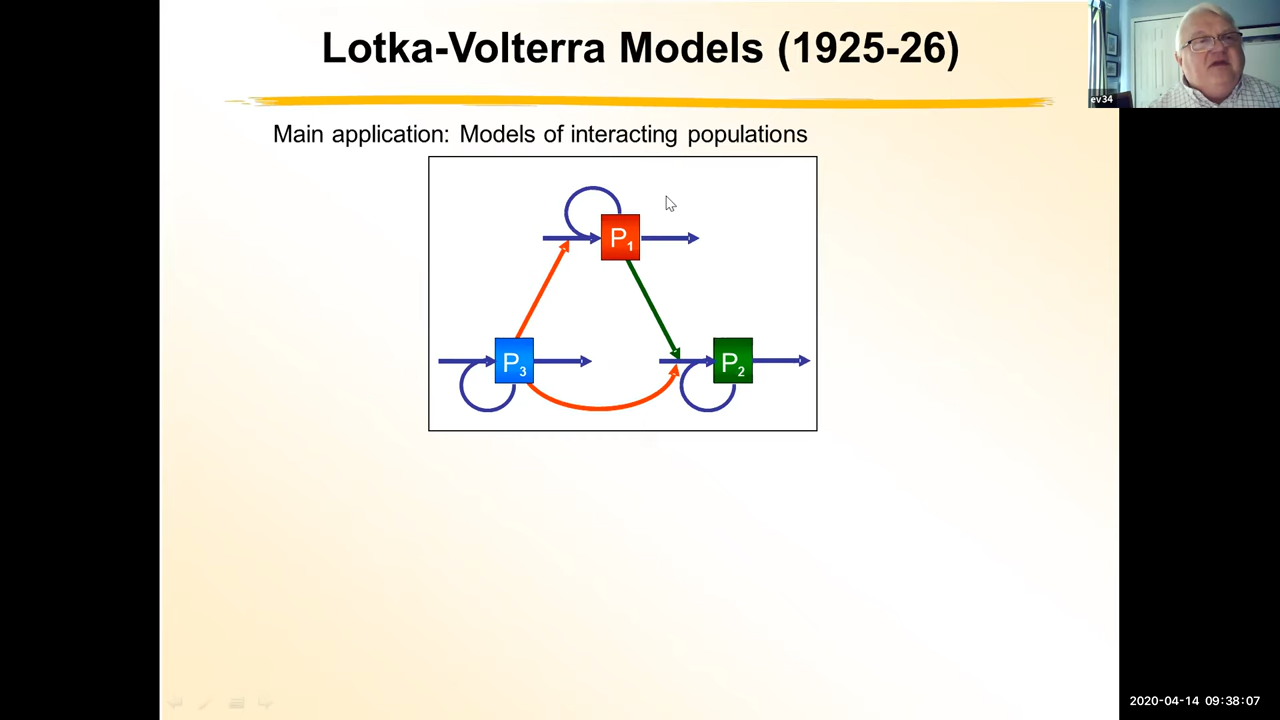 Lotka-Volterra Models (1925-26)
ev34
Main application: Models of interacting populations
P1
P3
P2
2020-04-14 09:38:07